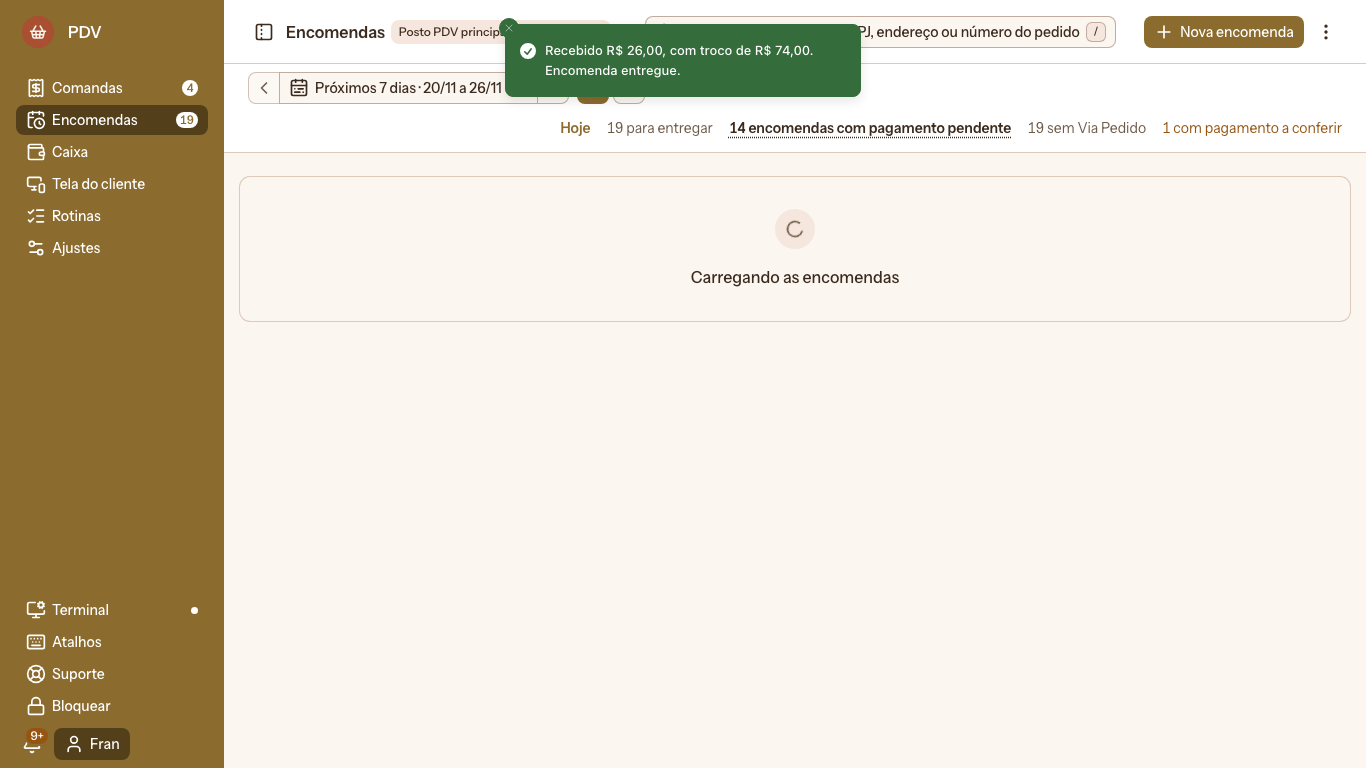 PDV
Comandas 4
Encomendas 19
Caixa
Tela do cliente
Rotinas
Ajustes
Terminal
Atalhos
Suporte
Bloquear
9+
Fran
Encomendas
Posto PDV
endereço ou número do pedido /
Nova encomenda
Recebido R$ 26,00, com troco de R$ 74,00.
Encomenda entregue.
Próximos 7 dias · 20/11 a 26/11
Hoje 19 para entregar 14 encomendas com pagamento pendente 19 sem Via Pedido 1 com pagamento a conferir
Carregando as encomendas